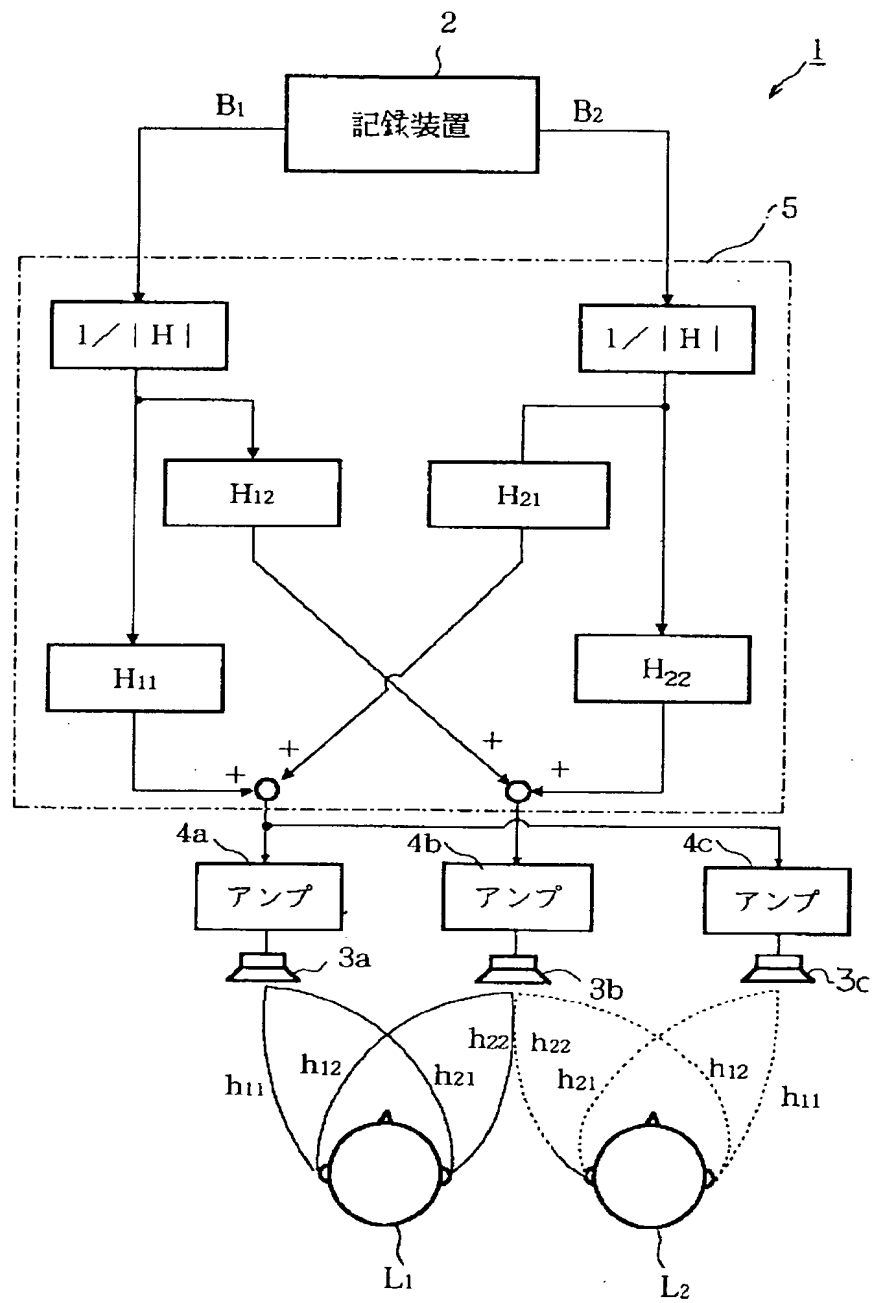 2
1
B₁
記録装置
B₂
5
1／｜H｜
1／｜H｜
H₁₂
H₂₁
H₁₁
H₂₂
+
+
+
+
4a
4b
4c
アンプ
アンプ
アンプ
3a
3b
3c
h₁₁
h₁₂
h₂₁
h₂₂
h₂₂
h₂₁
h₁₂
h₁₁
L₁
L₂